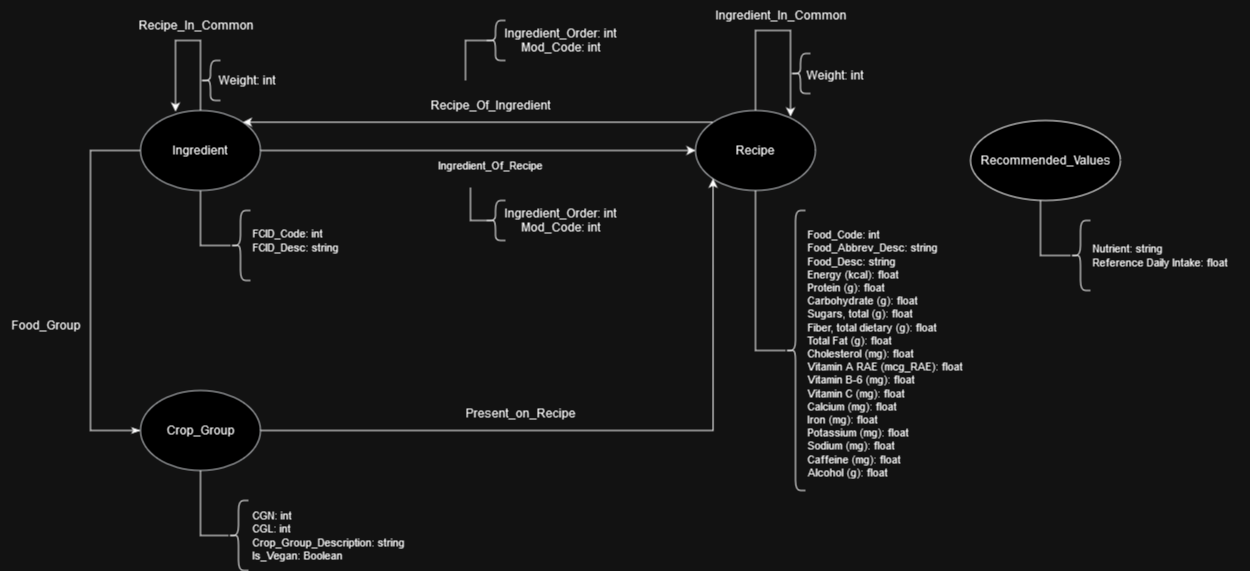 Recipe_In_Common
Weight: int
Ingredient_Order: int
Mod_Code: int
Ingredient_In_Common
Weight: int
Recipe_Of_Ingredient
Ingredient
Recipe
Recommended_Values
Ingredient_Of_Recipe
Ingredient_Order: int
Mod_Code: int
FCID_Code: int
FCID_Desc: string
Food_Code: int
Food_Abbrev_Desc: string
Food_Desc: string
Energy (kcal): float
Protein (g): float
Carbohydrate (g): float
Sugars, total (g): float
Fiber, total dietary (g): float
Total Fat (g): float
Cholesterol (mg): float
Vitamin A RAE (mcg_RAE): float
Vitamin B-6 (mg): float
Vitamin C (mg): float
Calcium (mg): float
Iron (mg): float
Potassium (mg): float
Sodium (mg): float
Caffeine (mg): float
Alcohol (g): float
Nutrient: string
Reference Daily Intake: float
Food_Group
Crop_Group
Present_on_Recipe
CGN: int
CGL: int
Crop_Group_Description: string
Is_Vegan: Boolean